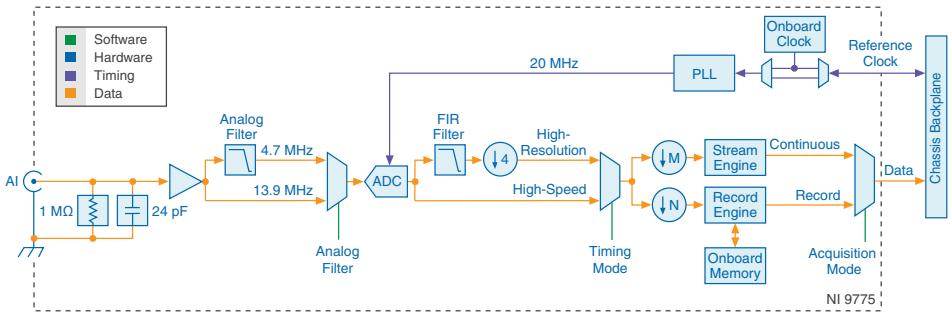 Software
Hardware
Timing
Data
Onboard
Clock
Reference
Clock
20 MHz
PLL
Chassis Backplane
Analog
Filter
4.7 MHz
13.9 MHz
FIR
Filter
High-
Resolution
4
High-Speed
ADC
M
Stream
Engine
Continuous
Data
AI
1 MΩ
24 pF
N
Record
Engine
Record
Analog
Filter
Timing
Mode
Onboard
Memory
Acquisition
Mode
NI 9775